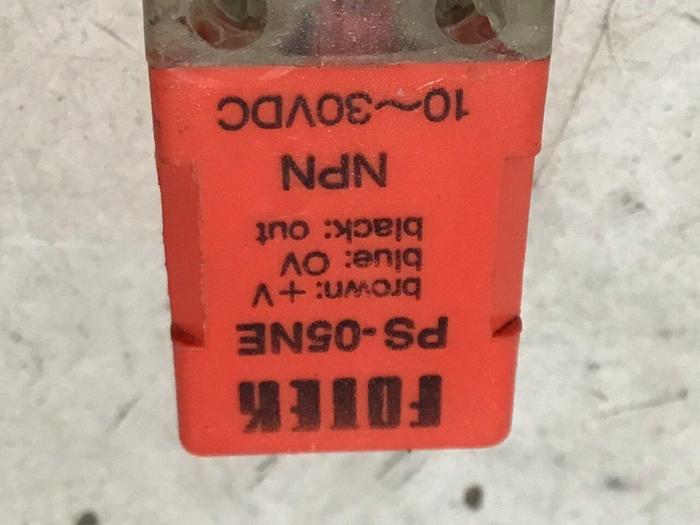 FOTEK
PS-05NE
brown: +V
blue: 0V
black: out
NPN
10~30VDC